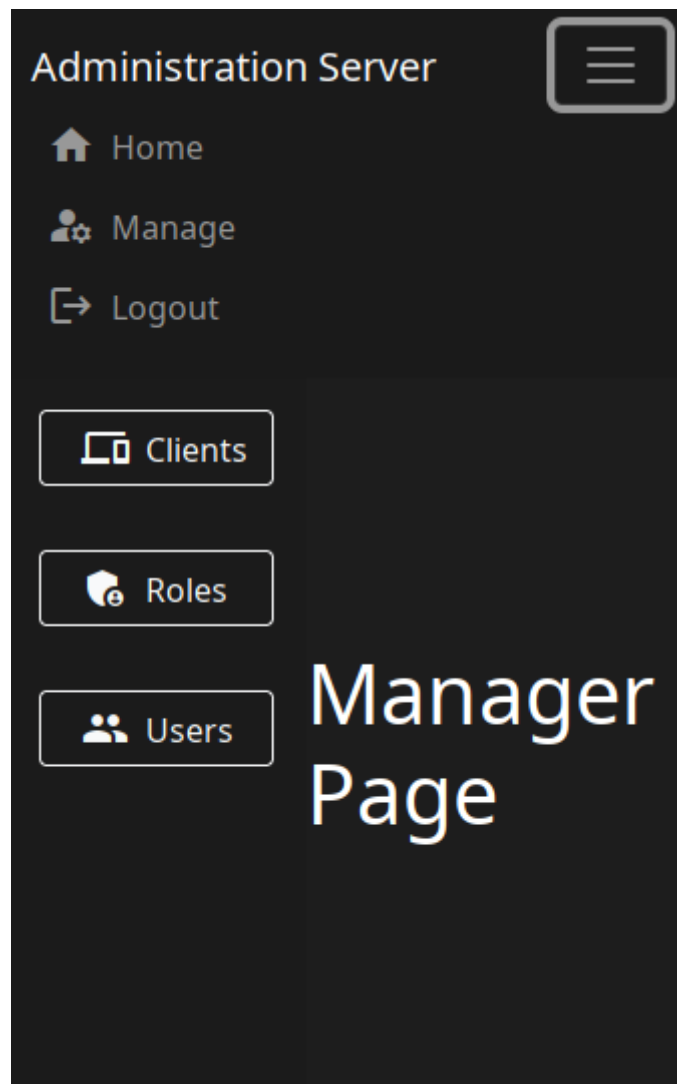 Administration Server
Home
Manage
Logout
Clients
Roles
Users
Manager
Page